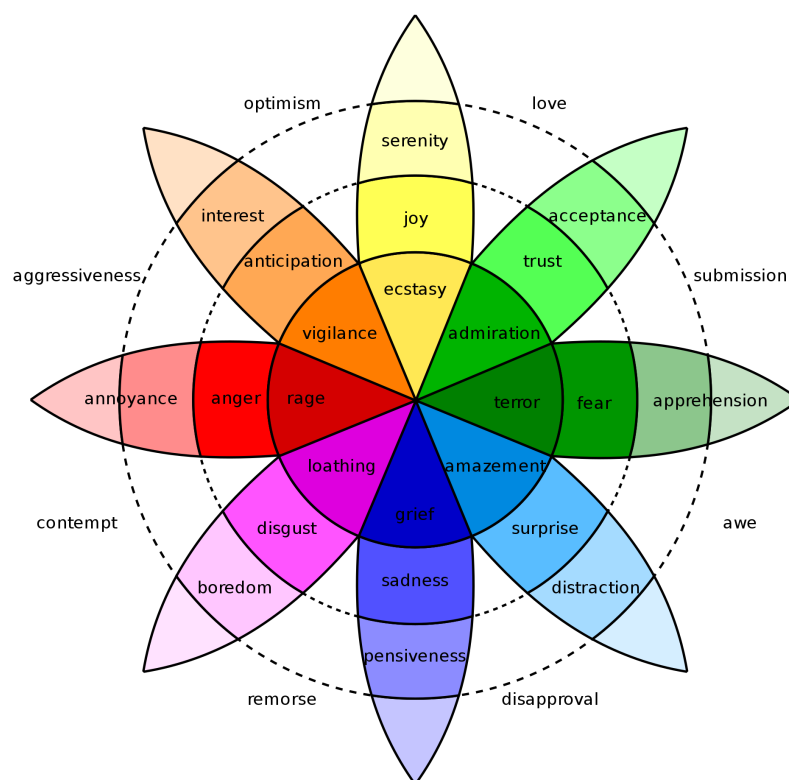 optimism
love
serenity
interest
joy
acceptance
anticipation
trust
aggressiveness
submission
ecstasy
vigilance
admiration
annoyance
anger
rage
terror
fear
apprehension
loathing
amazement
contempt
disgust
grief
surprise
awe
boredom
sadness
distraction
pensiveness
remorse
disapproval